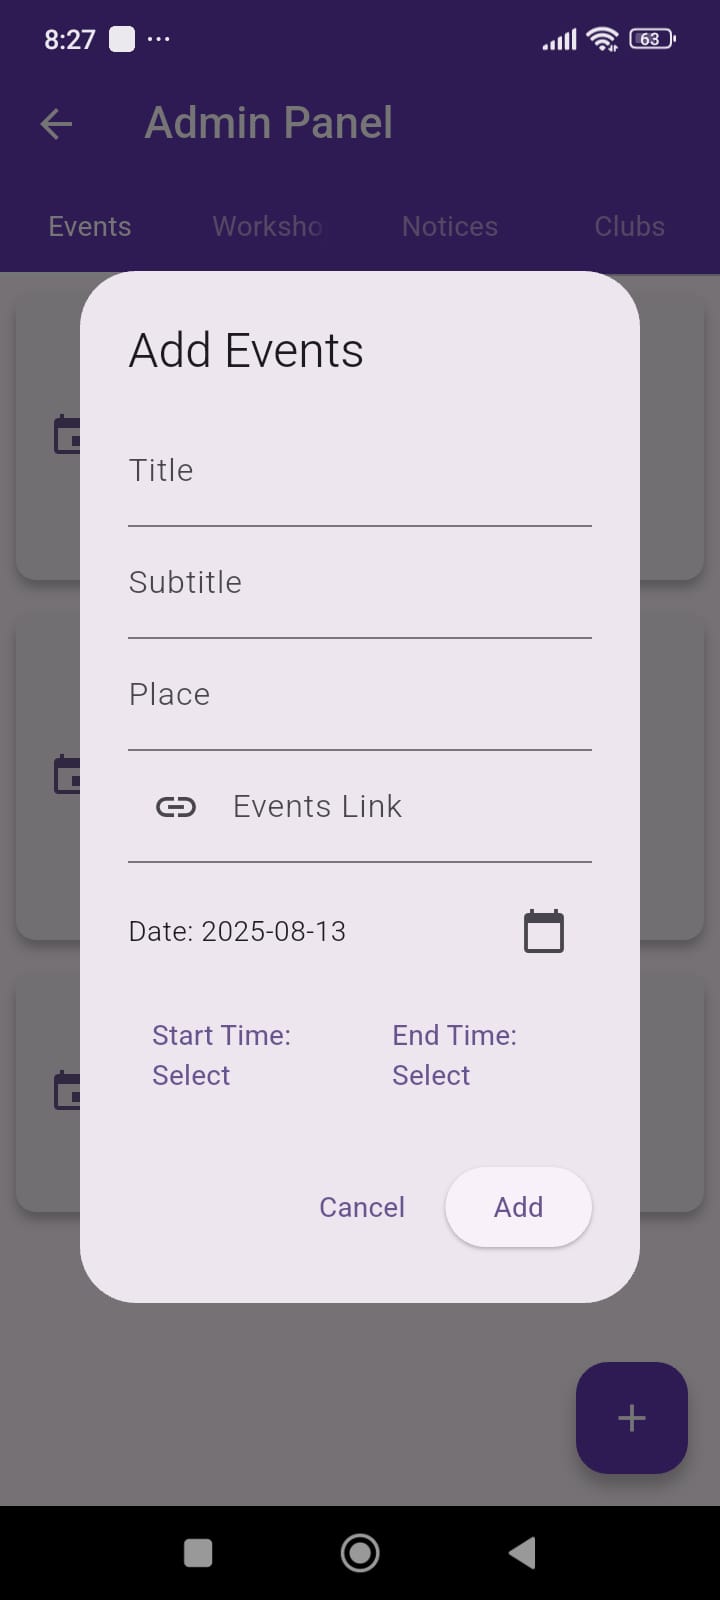 8:27
63
Admin Panel
Events Worksho Notices Clubs
Add Events
Title
Subtitle
Place
Events Link
Date: 2025-08-13
Start Time: End Time:
Select Select
Cancel Add